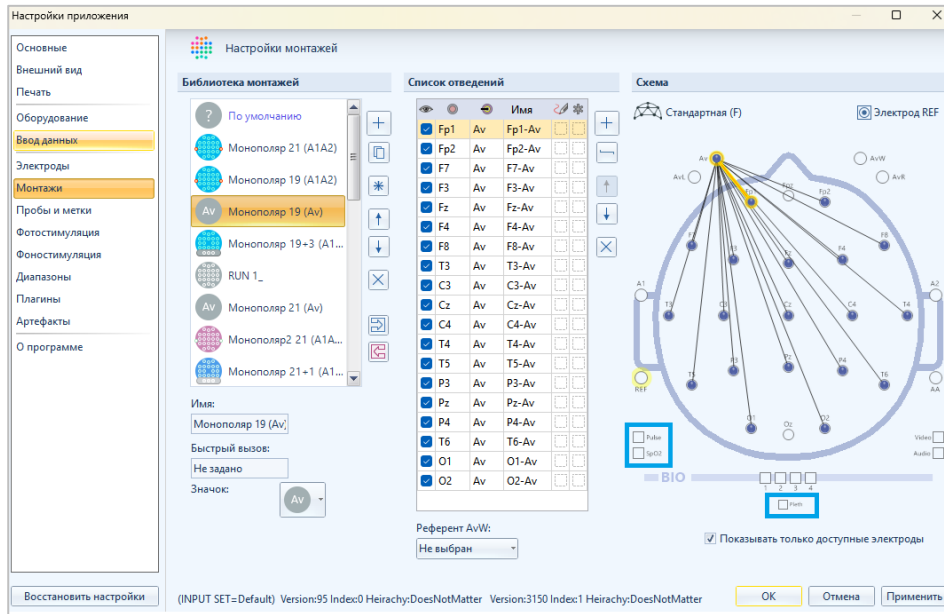 Настройки приложения
Основные
Внешний вид
Печать
Оборудование
Ввод данных
Электроды
Монтажи
Пробы и метки
Фотостимуляция
Фоностимуляция
Диапазоны
Плагины
Артефакты
О программе
Восстановить настройки
Настройки монтажей
Библиотека монтажей
? По умолчанию
Монополяр 21 (A1A2)
Монополяр 19 (A1A2)
Av Монополяр 19 (Av)
Монополяр 19+3 (A1...
RUN 1_
Av Монополяр 21 (Av)
Монополяр2 21 (A1A...
Монополяр 21+1 (A1...
Имя:
Монополяр 19 (Av)
Быстрый вызов:
Не задано
Значок:
Av
Список отведений
Имя
Fp1 Av Fp1-Av
Fp2 Av Fp2-Av
F7 Av F7-Av
F3 Av F3-Av
Fz Av Fz-Av
F4 Av F4-Av
F8 Av F8-Av
T3 Av T3-Av
C3 Av C3-Av
Cz Av Cz-Av
C4 Av C4-Av
T4 Av T4-Av
T5 Av T5-Av
P3 Av P3-Av
Pz Av Pz-Av
P4 Av P4-Av
T6 Av T6-Av
O1 Av O1-Av
O2 Av O2-Av
Референт AvW:
Не выбран
Схема
Стандартная (F)
Электрод REF
Av AvW
AvL AvR
Fpz Fp2
F8
F4
Fz
A1 A2
T3 C3 Cz C4 T4
P3 Pz P4
T5 T6
REF AA
O1 Oz O2
Pulse Video
SpO2 Audio
BIO
1 2 3 4
Pleth
Показывать только доступные электроды
(INPUT SET=Default) Version:95 Index:0 Heirachy:DoesNotMatter Version:3150 Index:1 Heirachy:DoesNotMatter
OK Отмена Применить